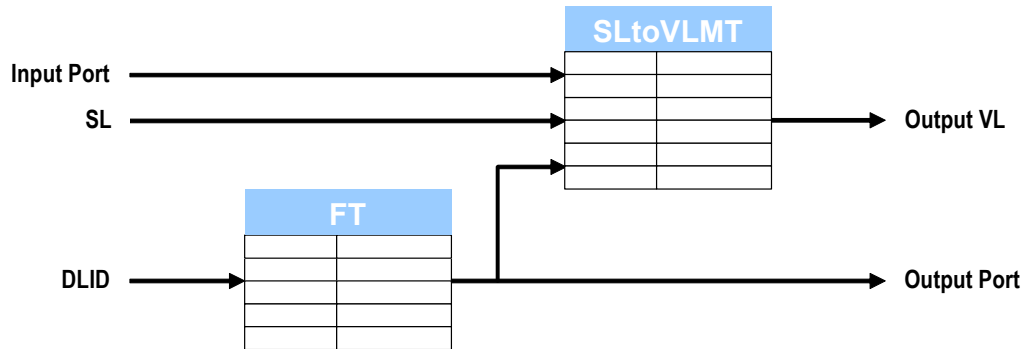 SLtoVLMT
Input Port
SL
Output VL
FT
DLID
Output Port